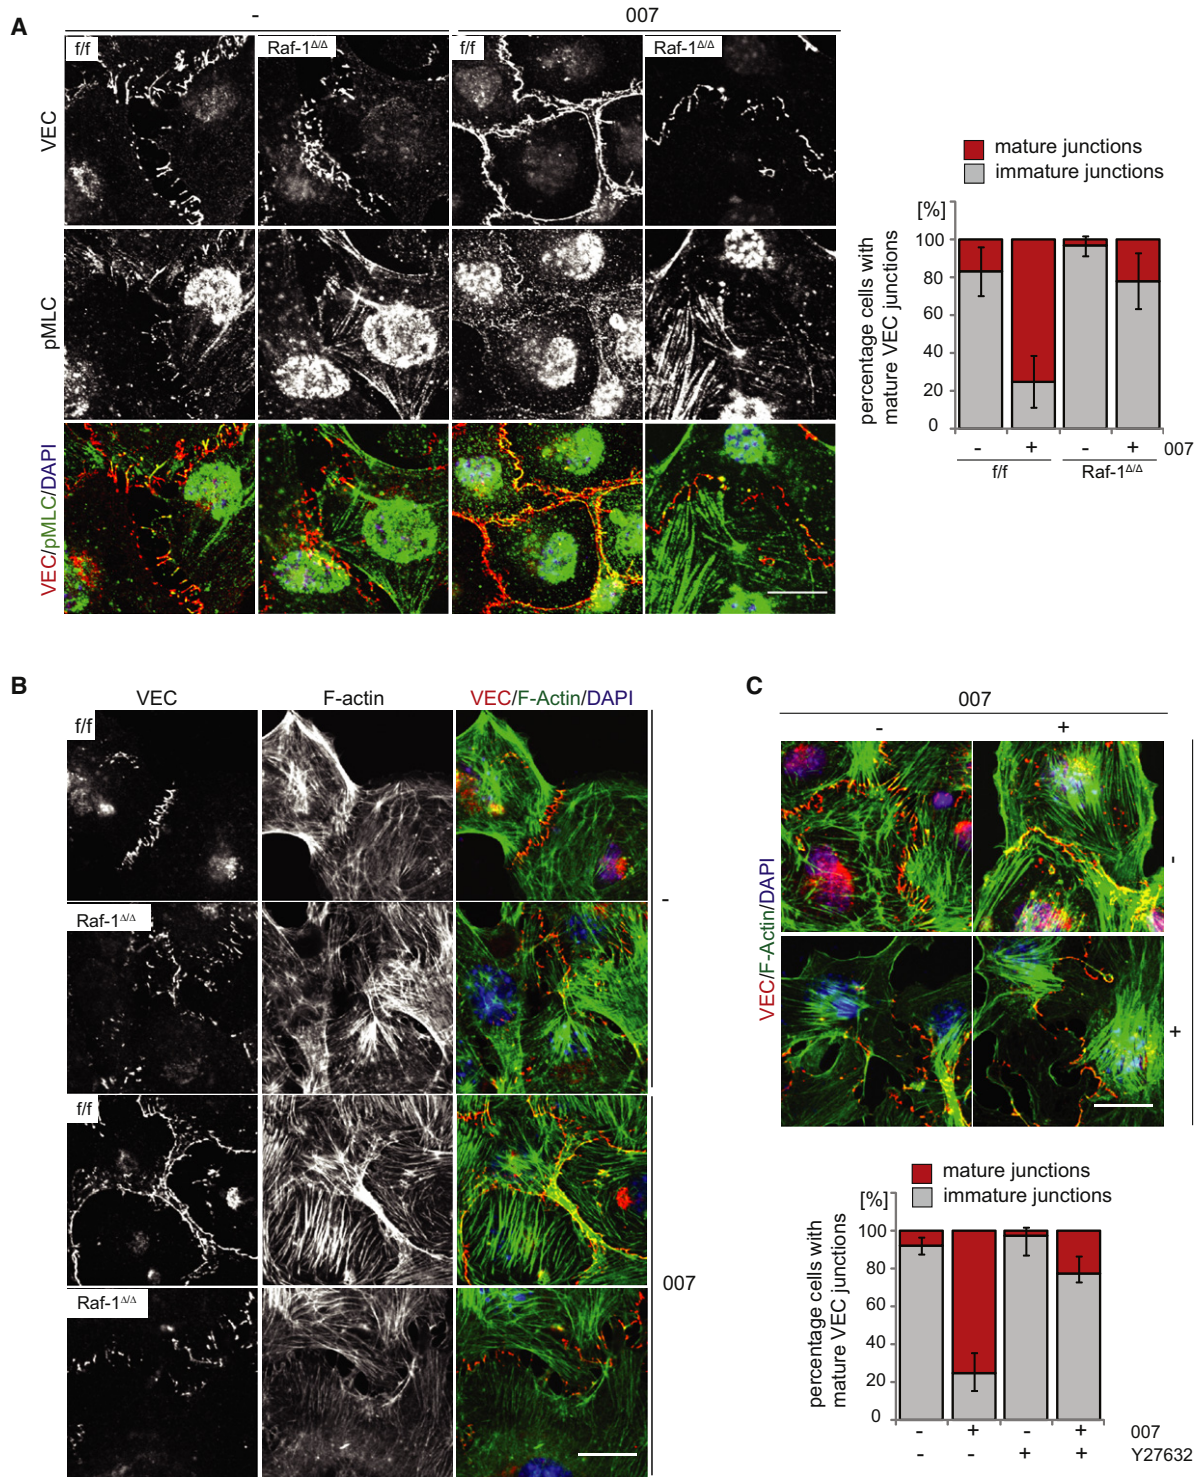 A
- 007
f/f Raf-1Δ/Δ f/f Raf-1Δ/Δ
VEC
pMLC
VEC/pMLC/DAPI
mature junctions
immature junctions
[%]
percentage cells with
mature VEC junctions
100
80
60
40
20
0
- + - + 007
f/f Raf-1Δ/Δ
B
VEC F-actin VEC/F-Actin/DAPI
f/f
Raf-1Δ/Δ
-
f/f
Raf-1Δ/Δ
007
C
007
- +
VEC/F-Actin/DAPI
-
+
mature junctions
immature junctions
[%]
percentage cells with
mature VEC junctions
100
80
60
40
20
0
- + - + 007
- - + + Y27632